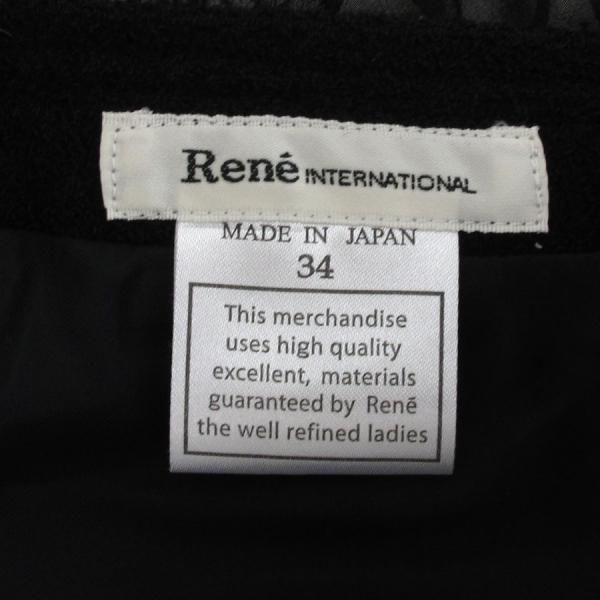 René INTERNATIONAL
MADE IN JAPAN
34
This merchandise
uses high quality
excellent, materials
guaranteed by René
the well refined ladies